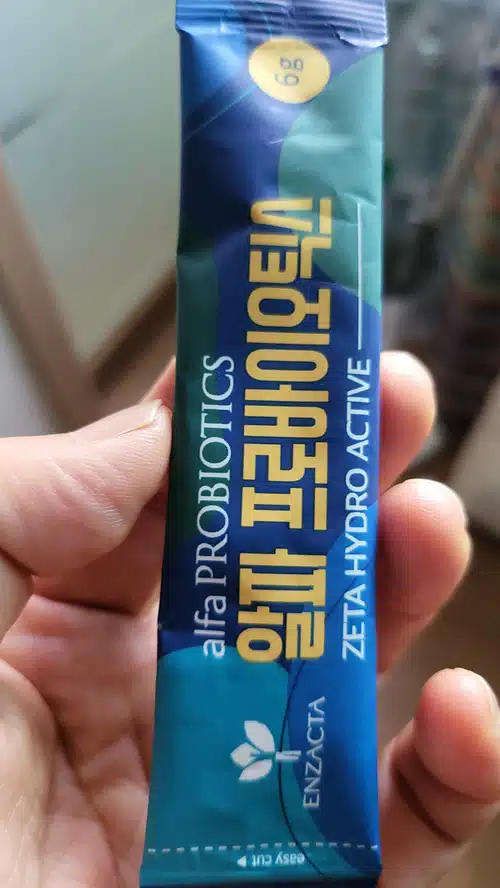 ENZACTA
alfa PROBIOTICS
알파 프로바이오틱스
ZETA HYDRO ACTIVE
6g
easy cut